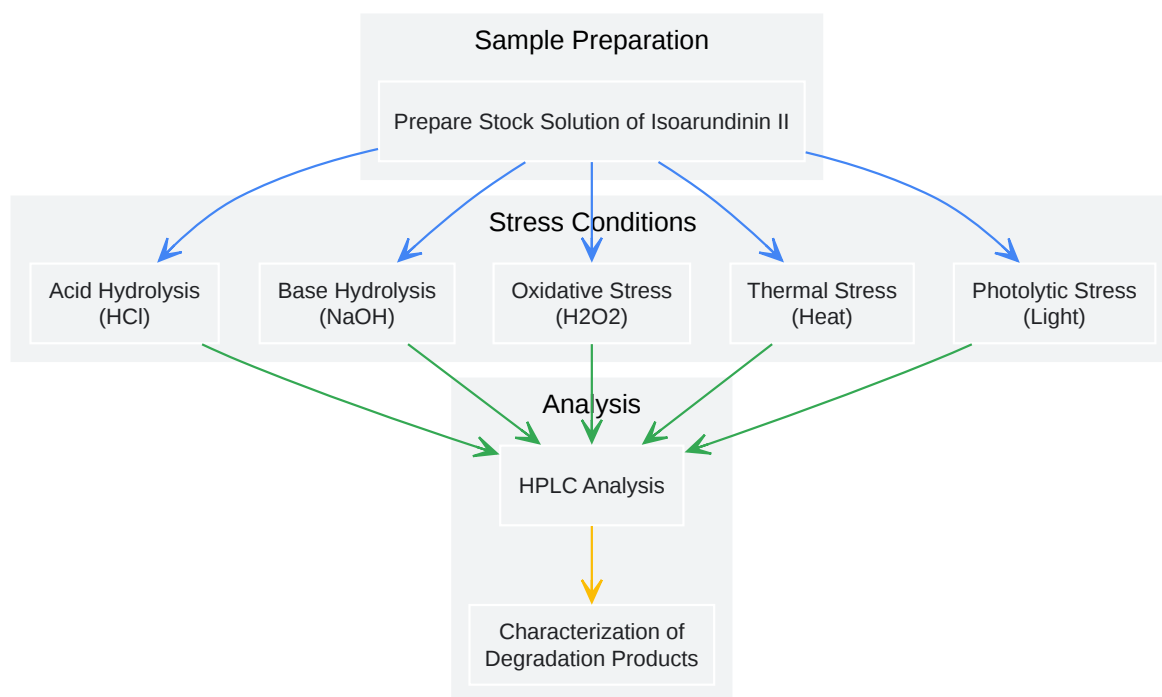 Sample Preparation
Prepare Stock Solution of Isoarundinin II
Stress Conditions
Acid Hydrolysis
(HCl)
Base Hydrolysis
(NaOH)
Oxidative Stress
(H2O2)
Thermal Stress
(Heat)
Photolytic Stress
(Light)
Analysis
HPLC Analysis
Characterization of
Degradation Products